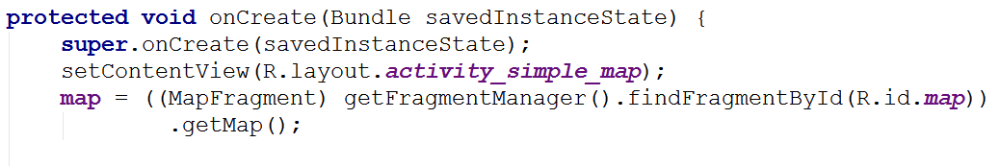 protected void onCreate(Bundle savedInstanceState) {
super.onCreate(savedInstanceState);
setContentView(R.layout.activity_simple_map);
map = ((MapFragment) getFragmentManager().findFragmentById(R.id.map))
.getMap();